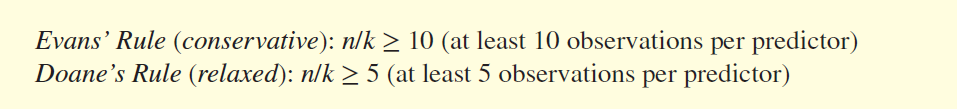 Evans’ Rule (conservative): n/k ≥ 10 (at least 10 observations per predictor)
Doane’s Rule (relaxed): n/k ≥ 5 (at least 5 observations per predictor)